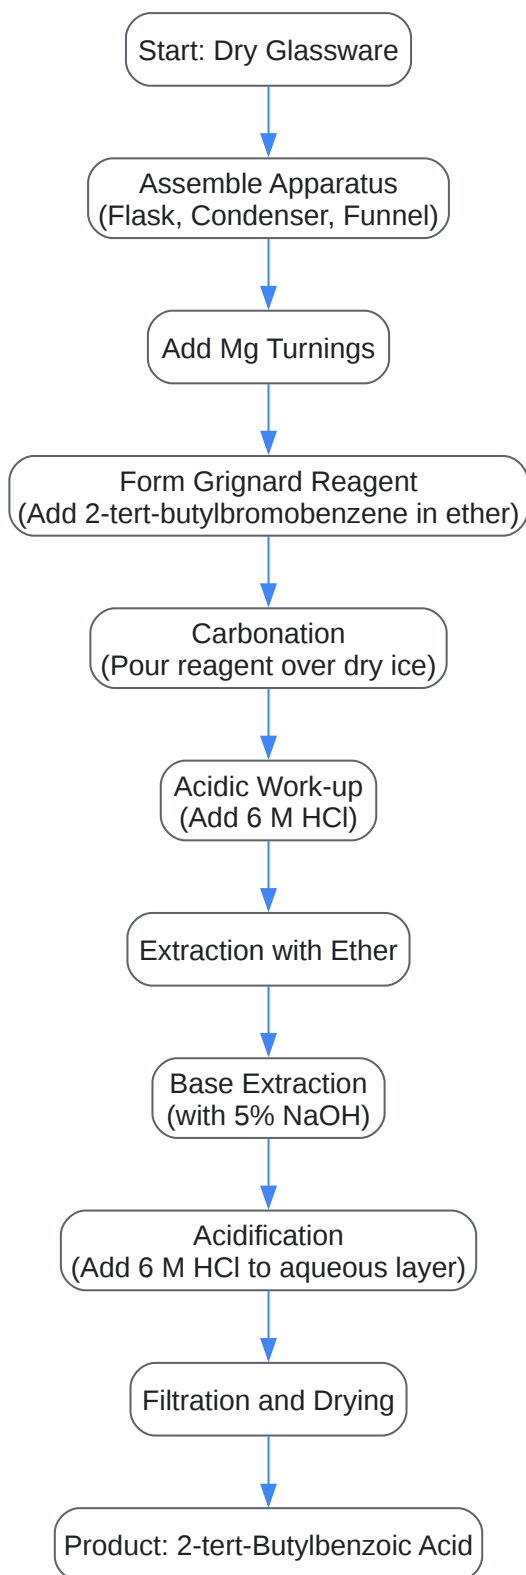 Start: Dry Glassware
Assemble Apparatus
(Flask, Condenser, Funnel)
Add Mg Turnings
Form Grignard Reagent
(Add 2-tert-butylbromobenzene in ether)
Carbonation
(Pour reagent over dry ice)
Acidic Work-up
(Add 6 M HCl)
Extraction with Ether
Base Extraction
(with 5% NaOH)
Acidification
(Add 6 M HCl to aqueous layer)
Filtration and Drying
Product: 2-tert-Butylbenzoic Acid